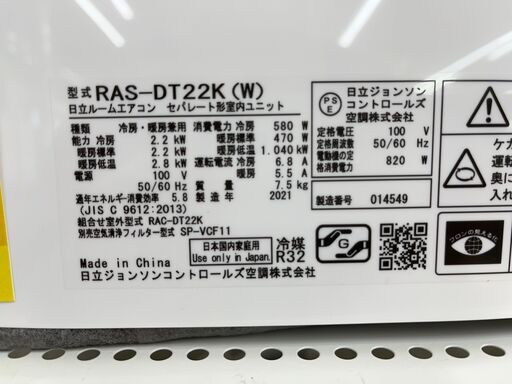 型式 RAS-DT22K(W)
日立ルームエアコン セパレート形室内ユニット
種類 冷房・暖房兼用
能力 冷房 2.2 kW
暖房標準 2.2 kW
暖房低温 2.8 kW
電源 100 V
50/60 Hz
消費電力 冷房 580 W
暖房標準 470 W
暖房低温 1.040 kW
運転電流 冷房 6.8 A
暖房 5.5 A
質量 7.5 kg
製造年 2021
通年エネルギー消費効率 5.8
(JIS C 9612:2013)
組合せ室外型式 RAC-DT22K
別売空気清浄フィルター型式 SP-VCF11
Made in China
日立ジョンソンコントロールズ空調株式会社
日本国内家庭用
Use only in Japan.
冷媒
R32
G
PS
E
日立ジョンソン
コントロールズ
空調株式会社
定格電圧 100 V
定格周波数 50/60 Hz
電動機の定
格消費電力 820 W
製造番号 014549
ケガ
運転
奥に
入れ